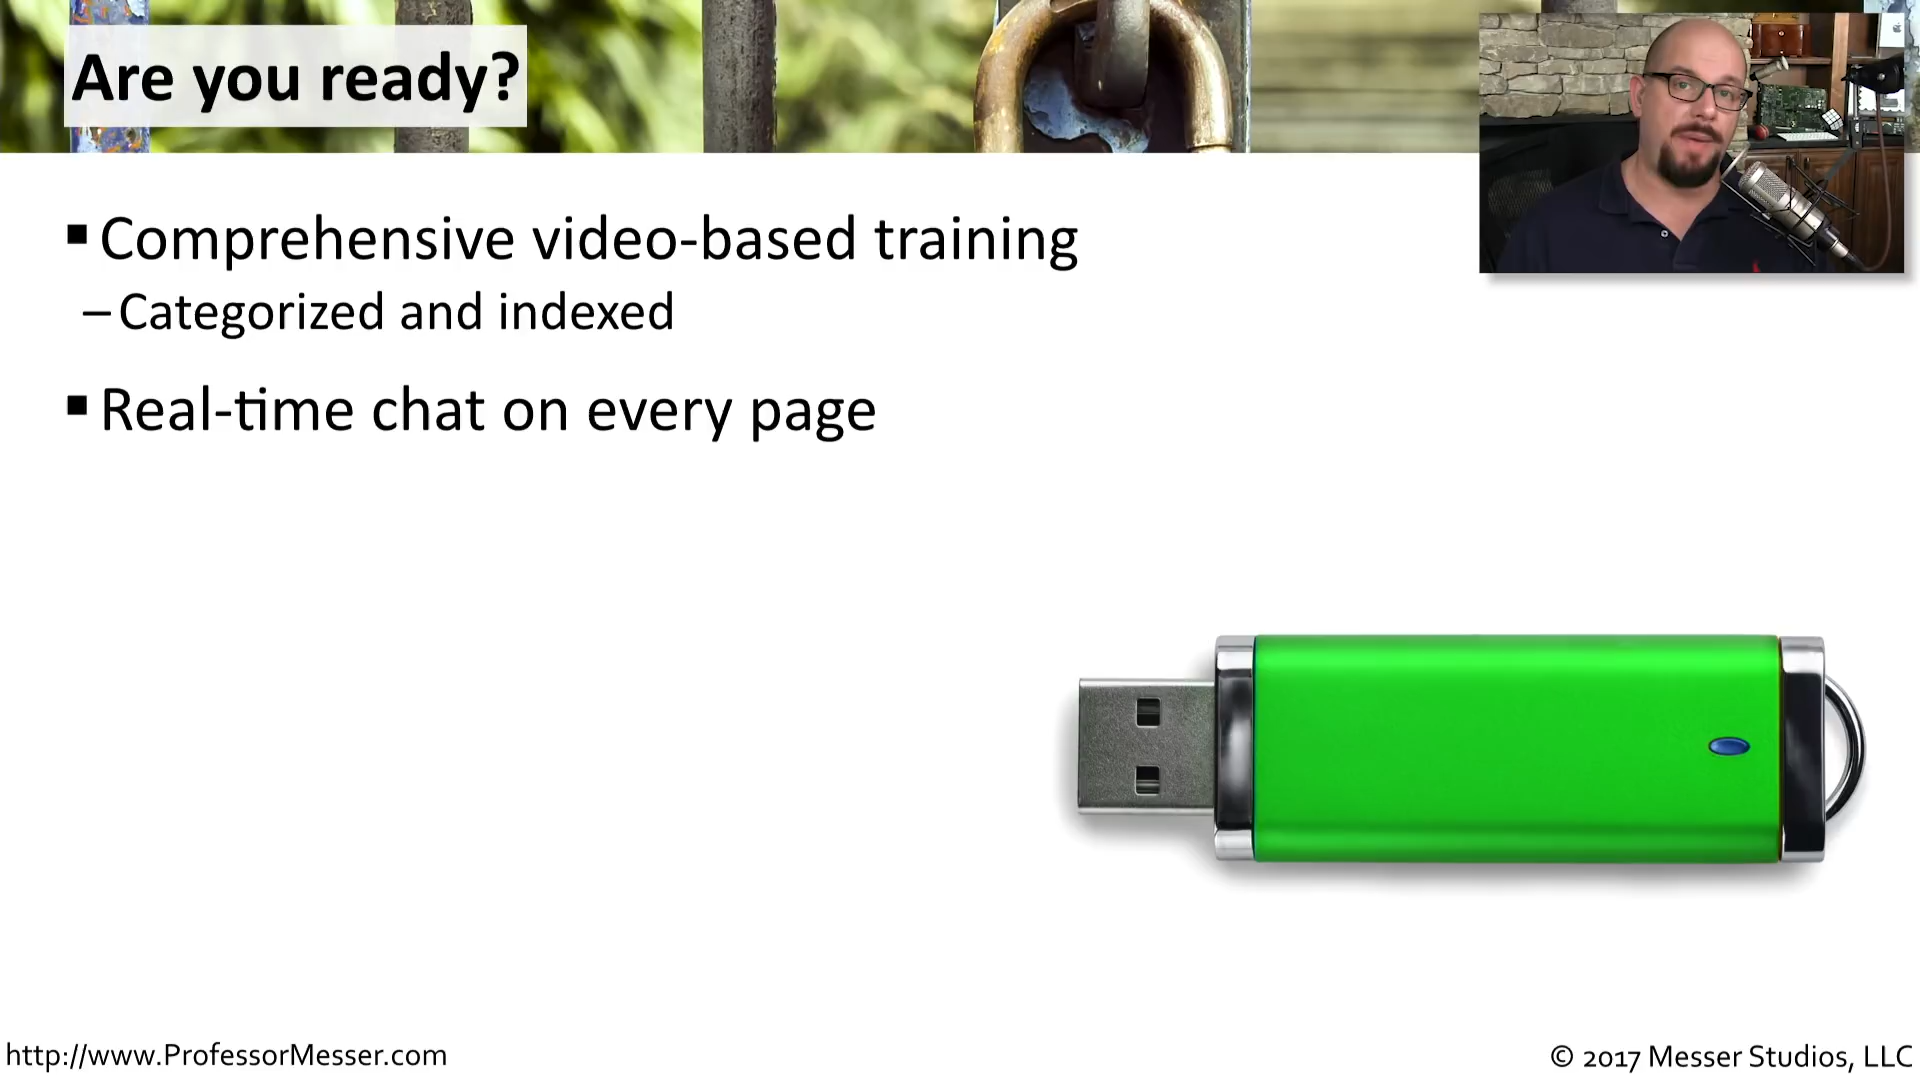 Are you ready?
▪ Comprehensive video-based training
– Categorized and indexed
▪ Real-time chat on every page
http://www.ProfessorMesser.com
© 2017 Messer Studios, LLC